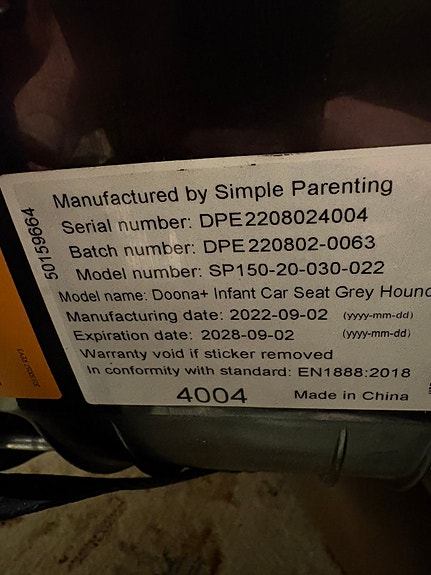 Manufactured by Simple Parenting
Serial number: DPE2208024004
Batch number: DPE220802-0063
Model number: SP150-20-030-022
Model name: Doona+ Infant Car Seat Grey Houn
Manufacturing date: 2022-09-02 (yyyy-mm-dd)
Expiration date: 2028-09-02 (yyyy-mm-dd)
Warranty void if sticker removed
In conformity with standard: EN1888:2018
4004 Made in China
50159664